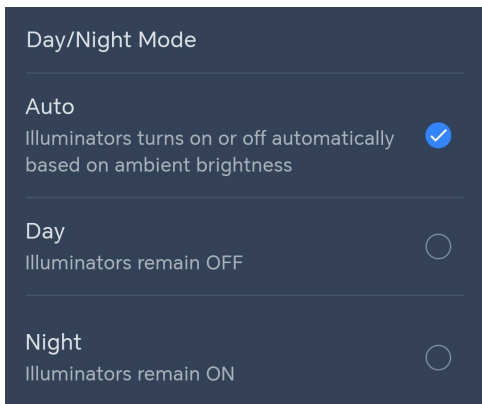 Day/Night Mode
Auto
Illuminators turns on or off automatically
based on ambient brightness
Day
Illuminators remain OFF
Night
Illuminators remain ON